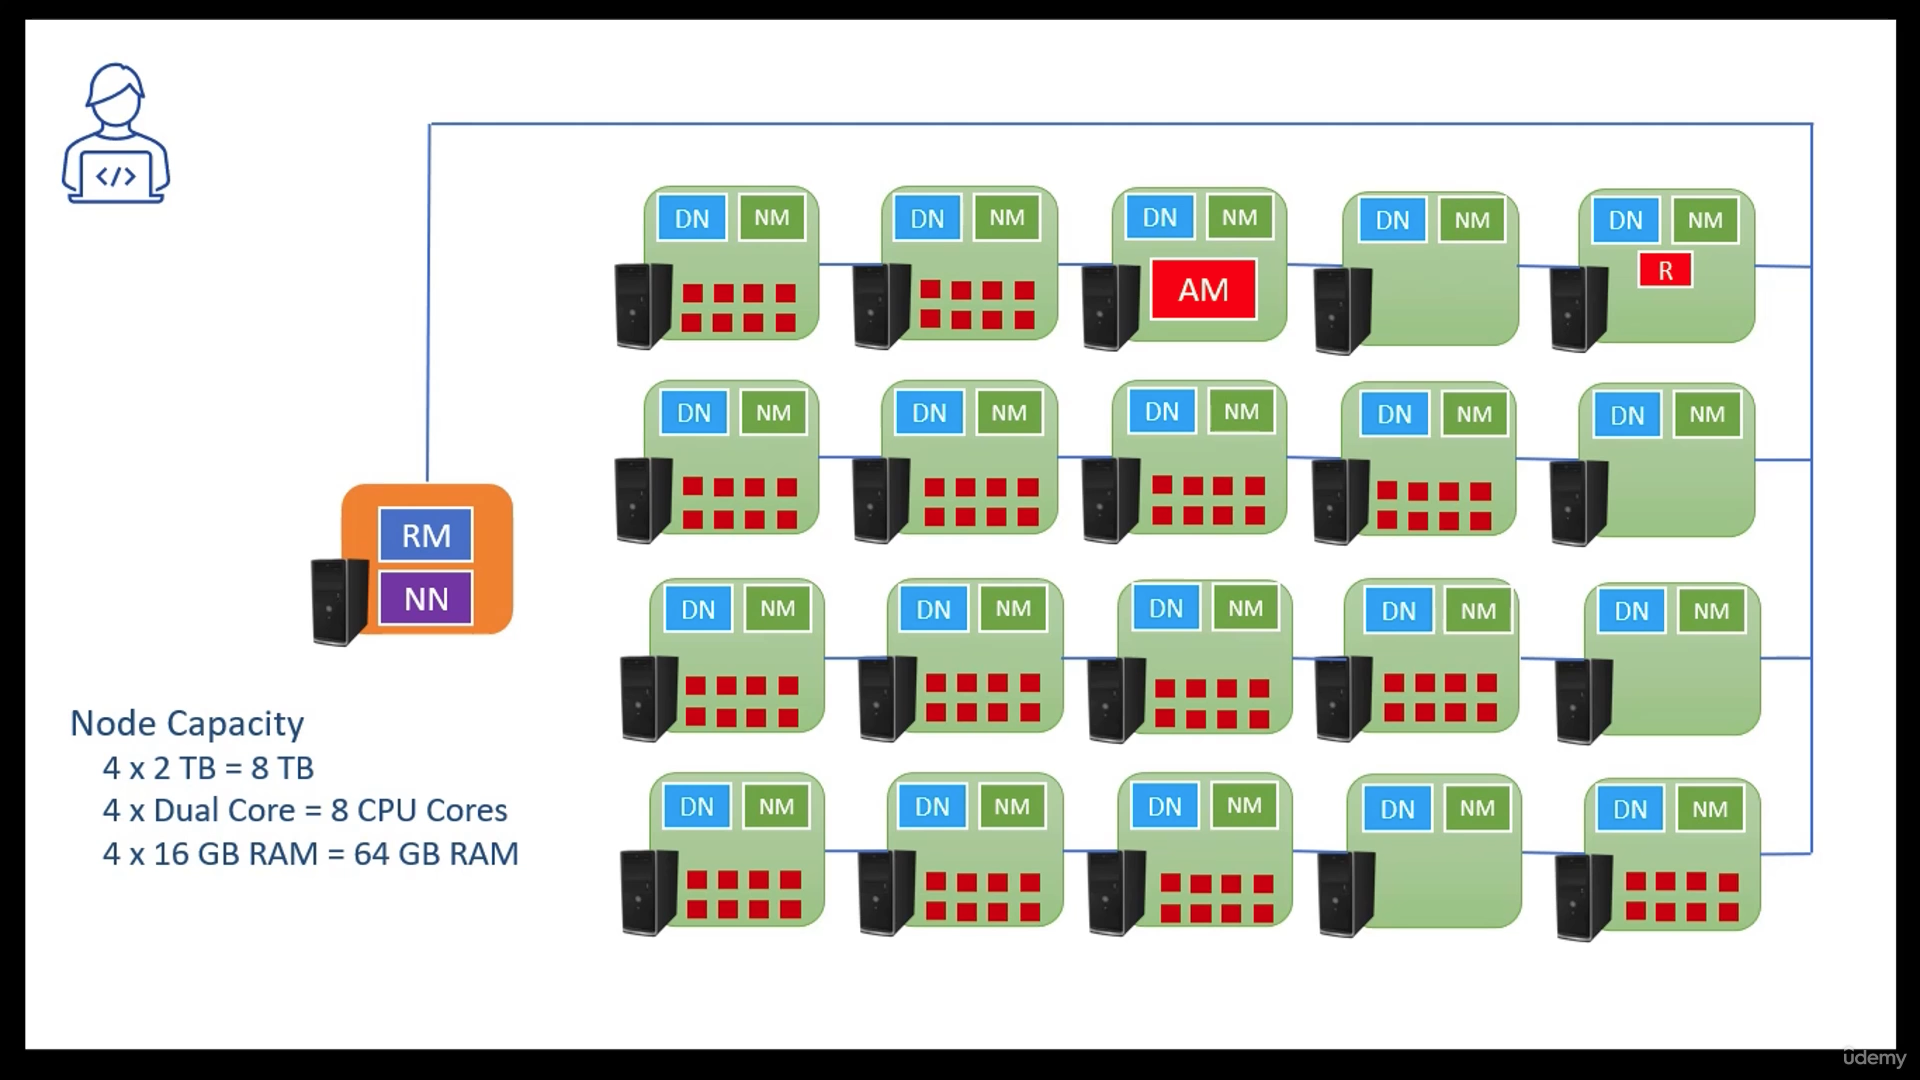 </>
DN NM DN NM DN NM DN NM DN NM
AM R
DN NM DN NM DN NM DN NM DN NM
RM
NN
DN NM DN NM DN NM DN NM DN NM
Node Capacity
4 x 2 TB = 8 TB
4 x Dual Core = 8 CPU Cores
4 x 16 GB RAM = 64 GB RAM
DN NM DN NM DN NM DN NM DN NM
ûdemy